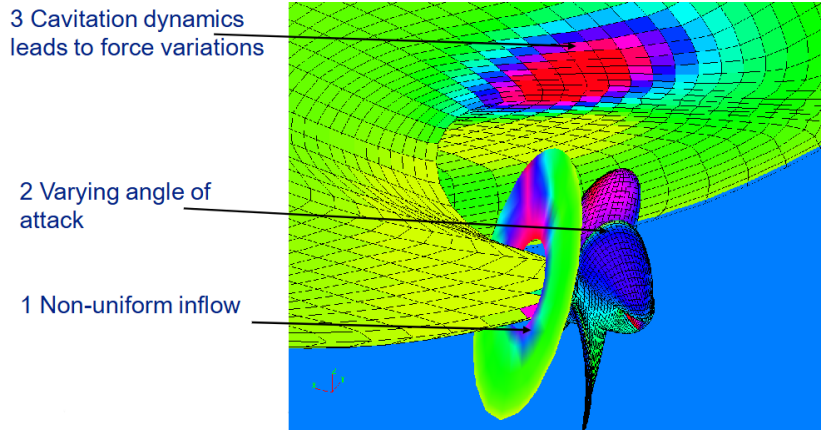 3 Cavitation dynamics
leads to force variations
2 Varying angle of
attack
1 Non-uniform inflow